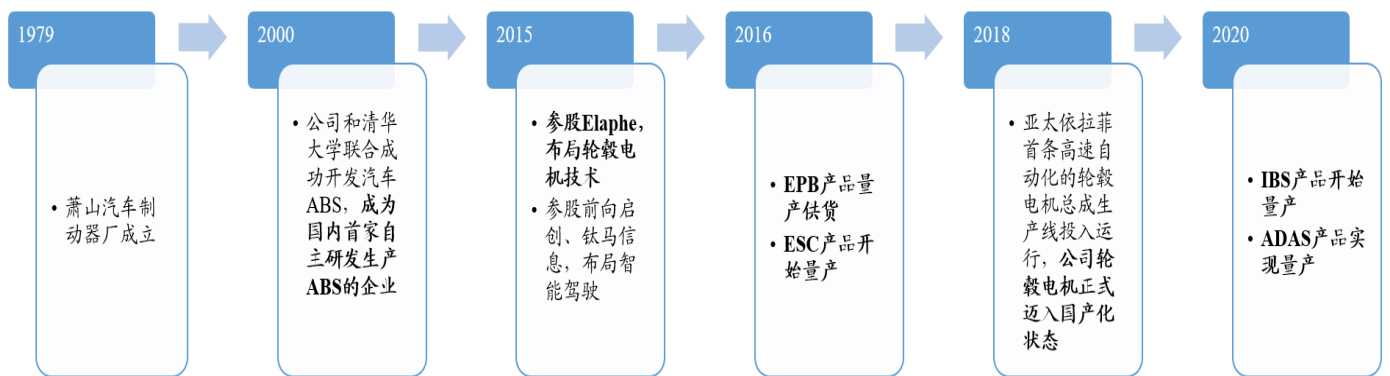 1979
• 萧山汽车制
动器厂成立
2000
• 公司和清华
大学联合成
功开发汽车
ABS，成为
国内首家自
主研发生产
ABS的企业
2015
• 参股Elaphe，
布局轮毂电
机技术
• 参股前向启
创、钛马信
息，布局智
能驾驶
2016
• EPB产品量
产供货
• ESC产品开
始量产
2018
• 亚太依拉菲
首条高速自
动化的轮毂
电机总成生
产线投入运
行，公司轮
毂电机正式
迈入国产化
状态
2020
• IBS产品开始
量产
• ADAS产品实
现量产